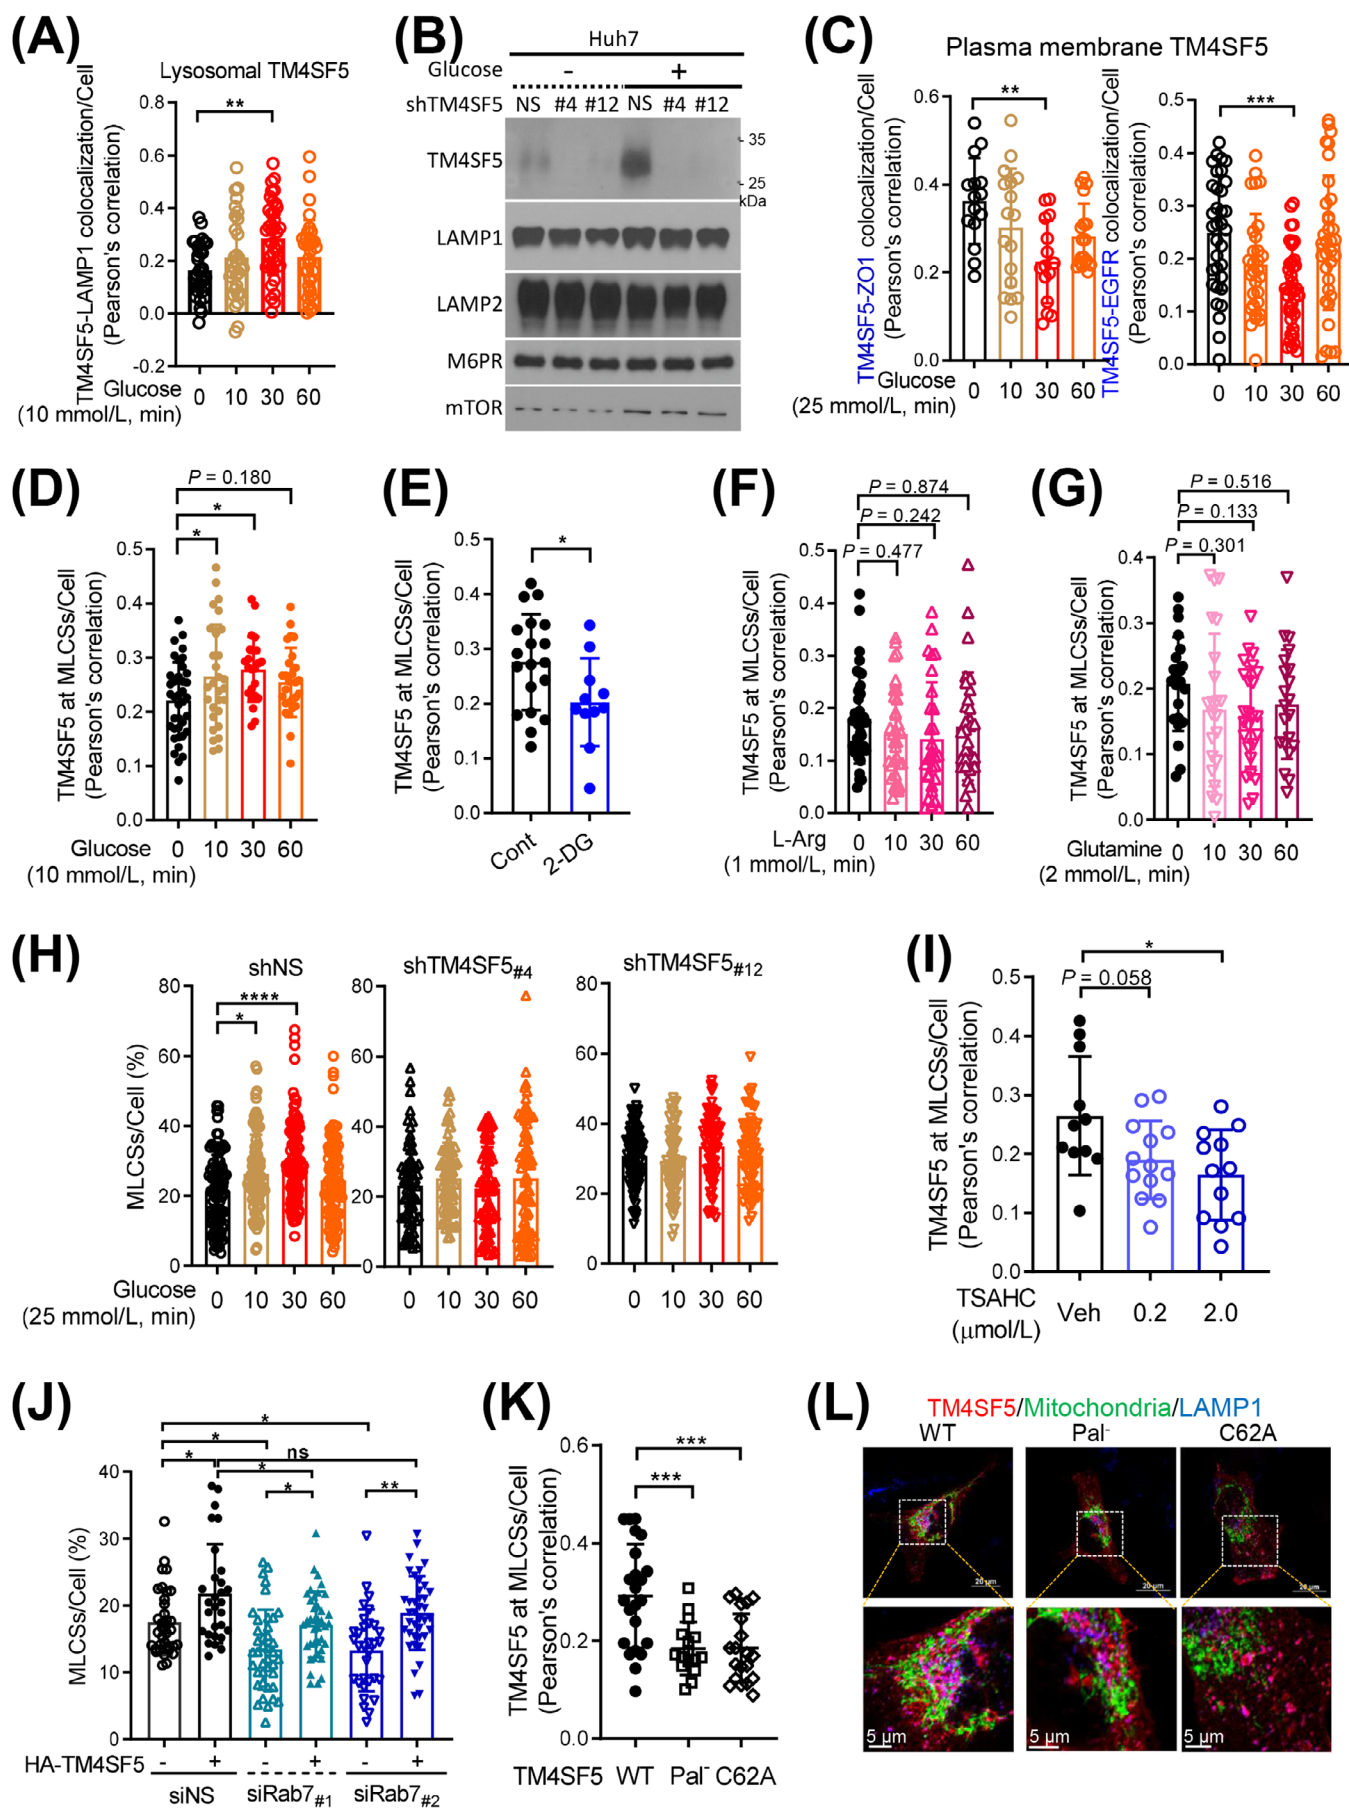 (A)
Lysosomal TM4SF5
TM4SF5-LAMP1 colocalization/Cell
(Pearson's correlation)
**
0.8
0.6
0.4
0.2
0.0
-0.2
Glucose 0 10 30 60
(10 mmol/L, min)
(B)
Huh7
Glucose - +
shTM4SF5 NS #4 #12 NS #4 #12
TM4SF5
35
25
kDa
LAMP1
LAMP2
M6PR
mTOR
(C)
Plasma membrane TM4SF5
TM4SF5-ZO1 colocalization/Cell
(Pearson's correlation)
**
0.6
0.4
0.2
0.0
Glucose 0 10 30 60
(25 mmol/L, min)
TM4SF5-EGFR colocalization/Cell
(Pearson's correlation)
***
0.5
0.4
0.3
0.2
0.1
0.0
0 10 30 60
(D)
P = 0.180
*
*
TM4SF5 at MLCSs/Cell
(Pearson's correlation)
0.5
0.4
0.3
0.2
0.1
0.0
Glucose 0 10 30 60
(10 mmol/L, min)
(E)
*
TM4SF5 at MLCSs/Cell
(Pearson's correlation)
0.5
0.4
0.3
0.2
0.1
0.0
Cont 2-DG
(F)
P = 0.874
P = 0.242
P = 0.477
TM4SF5 at MLCSs/Cell
(Pearson's correlation)
0.5
0.4
0.3
0.2
0.1
0.0
L-Arg 0 10 30 60
(1 mmol/L, min)
(G)
P = 0.516
P = 0.133
P = 0.301
TM4SF5 at MLCSs/Cell
(Pearson's correlation)
0.4
0.3
0.2
0.1
0.0
Glutamine 0 10 30 60
(2 mmol/L, min)
(H)
shNS
****
*
MLCSs/Cell (%)
80
60
40
20
0
Glucose 0 10 30 60
(25 mmol/L, min)
shTM4SF5#4
80
60
40
20
0
0 10 30 60
shTM4SF5#12
80
60
40
20
0
0 10 30 60
(I)
*
P = 0.058
TM4SF5 at MLCSs/Cell
(Pearson's correlation)
0.5
0.4
0.3
0.2
0.1
0.0
TSAHC Veh 0.2 2.0
(μmol/L)
(J)
*
*
ns
*
*
*
**
MLCSs/Cell (%)
40
30
20
10
0
HA-TM4SF5 - + - + - +
siNS siRab7#1 siRab7#2
(K)
***
***
TM4SF5 at MLCSs/Cell
(Pearson's correlation)
0.6
0.4
0.2
0.0
TM4SF5 WT Pal- C62A
(L)
TM4SF5/Mitochondria/LAMP1
WT Pal- C62A
20 μm 20 μm 20 μm
5 μm 5 μm 5 μm